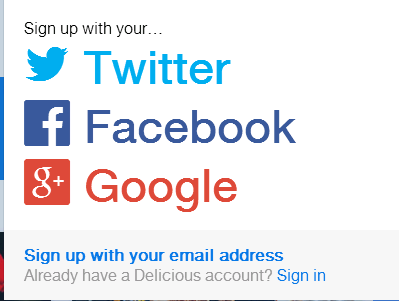 Sign up with your...
Twitter
Facebook
g+ Google
Sign up with your email address
Already have a Delicious account? Sign in